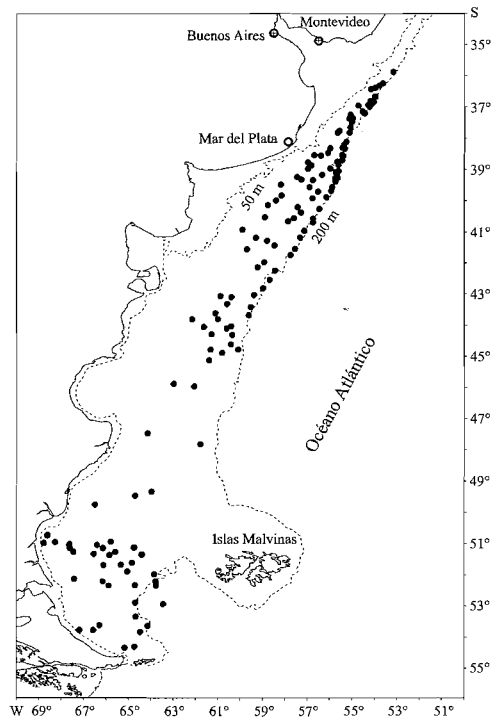 S
Montevideo
Buenos Aires
35°
37°
Mar del Plata
39°
50 m
200 m
41°
43°
45°
Océano Atlántico
47°
49°
Islas Malvinas
51°
53°
55°
W 69° 67° 65° 63° 61° 59° 57° 55° 53° 51°